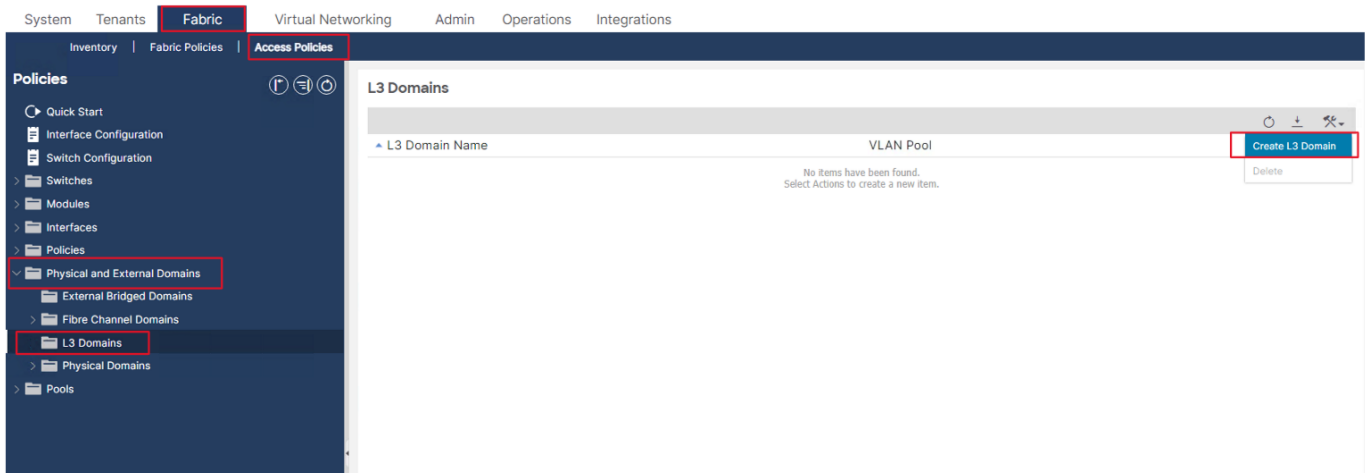 System Tenants Fabric Virtual Networking Admin Operations Integrations
Inventory | Fabric Policies | Access Policies
Policies
Quick Start
Interface Configuration
Switch Configuration
Switches
Modules
Interfaces
Policies
Physical and External Domains
External Bridged Domains
Fibre Channel Domains
L3 Domains
Physical Domains
Pools
L3 Domains
L3 Domain Name VLAN Pool
Create L3 Domain
Delete
No items have been found.
Select Actions to create a new item.